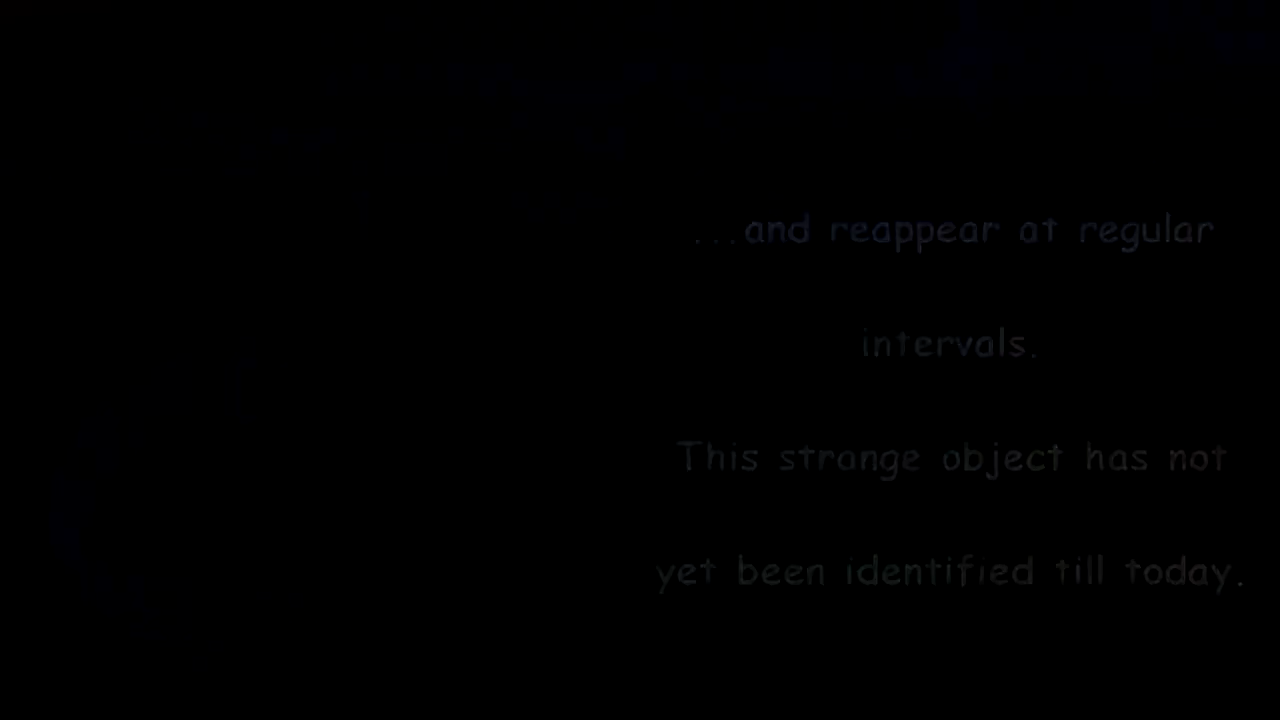 ...and reappear at regular
intervals.
This strange object has not
yet been identified till today.